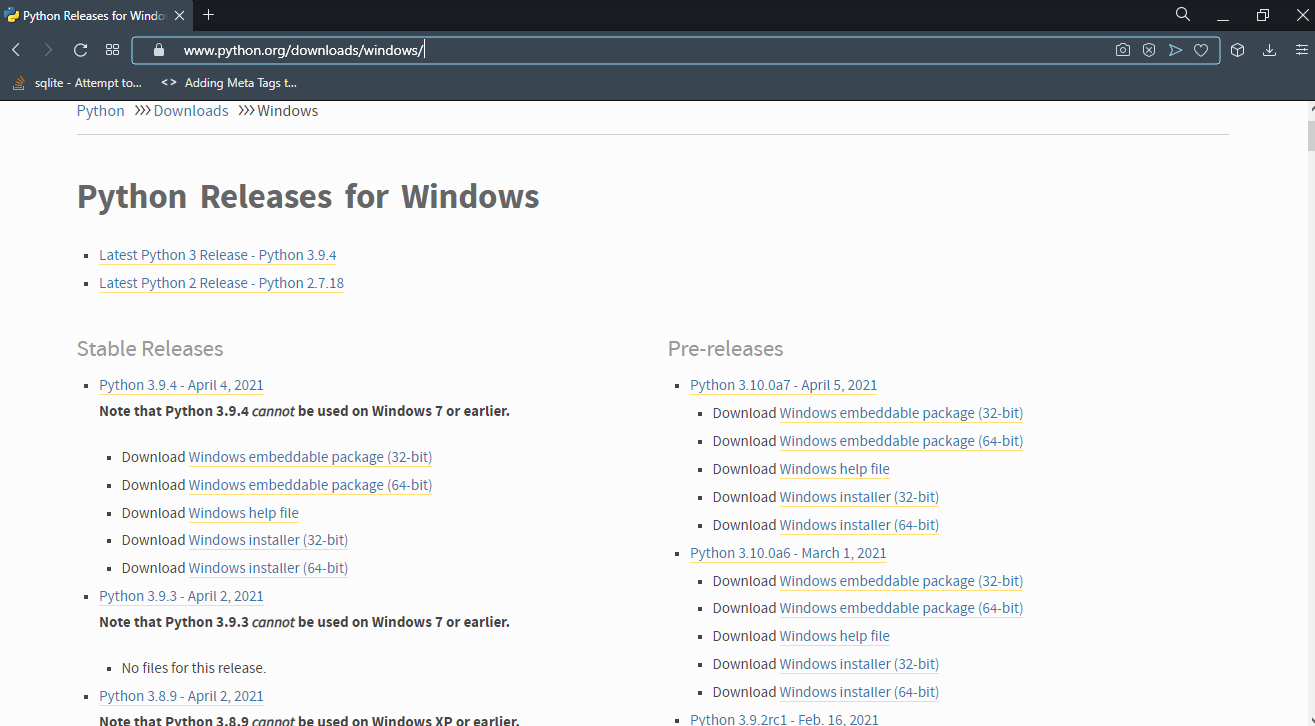 Python Releases for Windo
www.python.org/downloads/windows/
sqlite - Attempt to...
<> Adding Meta Tags t...
Python >>> Downloads >>> Windows
Python Releases for Windows
Latest Python 3 Release - Python 3.9.4
Latest Python 2 Release - Python 2.7.18
Stable Releases
Python 3.9.4 - April 4, 2021
Note that Python 3.9.4 cannot be used on Windows 7 or earlier.
Download Windows embeddable package (32-bit)
Download Windows embeddable package (64-bit)
Download Windows help file
Download Windows installer (32-bit)
Download Windows installer (64-bit)
Python 3.9.3 - April 2, 2021
Note that Python 3.9.3 cannot be used on Windows 7 or earlier.
No files for this release.
Python 3.8.9 - April 2, 2021
Note that Python 3.8.9 cannot be used on Windows XP or earlier.
Pre-releases
Python 3.10.0a7 - April 5, 2021
Download Windows embeddable package (32-bit)
Download Windows embeddable package (64-bit)
Download Windows help file
Download Windows installer (32-bit)
Download Windows installer (64-bit)
Python 3.10.0a6 - March 1, 2021
Download Windows embeddable package (32-bit)
Download Windows embeddable package (64-bit)
Download Windows help file
Download Windows installer (32-bit)
Download Windows installer (64-bit)
Python 3.9.2rc1 - Feb. 16, 2021